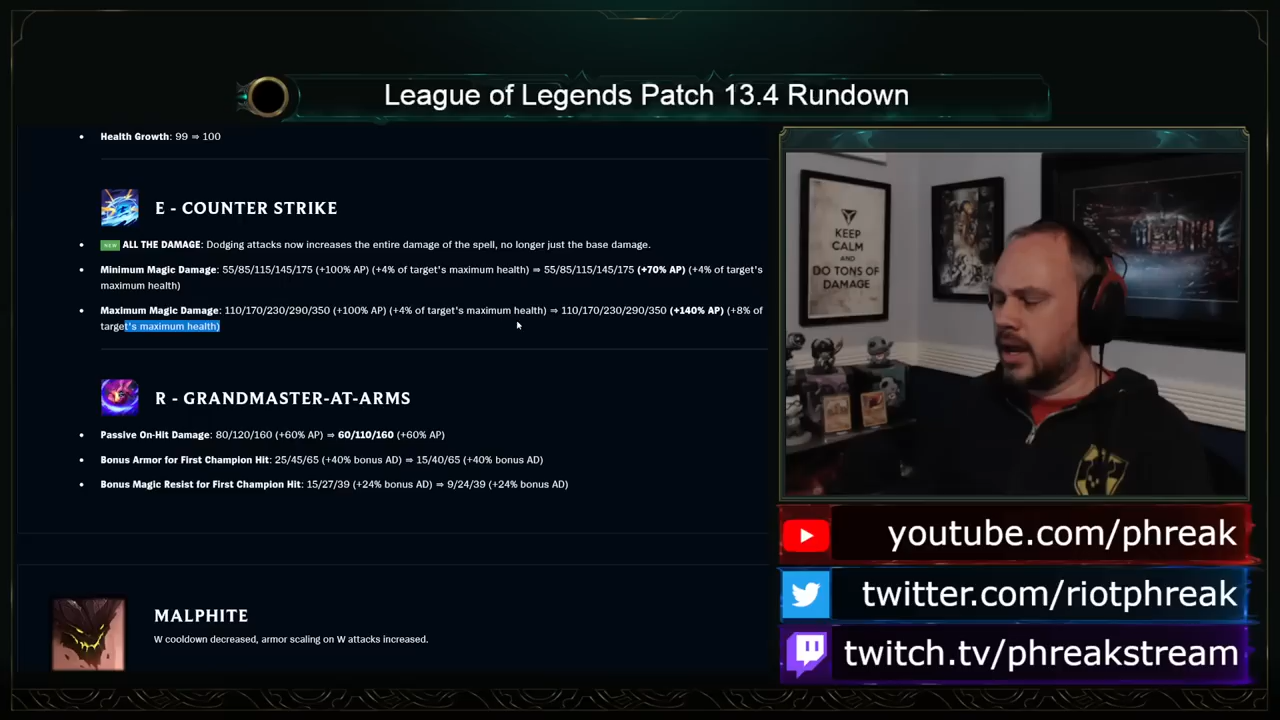 League of Legends Patch 13.4 Rundown
Health Growth: 99 ⇒ 100
E - COUNTER STRIKE
NEW ALL THE DAMAGE: Dodging attacks now increases the entire damage of the spell, no longer just the base damage.
Minimum Magic Damage: 55/85/115/145/175 (+100% AP) (+4% of target's maximum health) ⇒ 55/85/115/145/175 (+70% AP) (+4% of target's
maximum health)
Maximum Magic Damage: 110/170/230/290/350 (+100% AP) (+4% of target's maximum health) ⇒ 110/170/230/290/350 (+140% AP) (+8% of
target's maximum health)
R - GRANDMASTER-AT-ARMS
Passive On-Hit Damage: 80/120/160 (+60% AP) ⇒ 60/110/160 (+60% AP)
Bonus Armor for First Champion Hit: 25/45/65 (+40% bonus AD) ⇒ 15/40/65 (+40% bonus AD)
Bonus Magic Resist for First Champion Hit: 15/27/39 (+24% bonus AD) ⇒ 9/24/39 (+24% bonus AD)
MALPHITE
W cooldown decreased, armor scaling on W attacks increased.
KEEP
CALM
AND
DO TONS OF
DAMAGE
youtube.com/phreak
twitter.com/riotphreak
twitch.tv/phreakstream